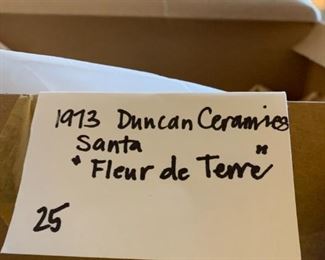 1973 Duncan Ceramics
Santa
"Fleur de Terre"
25